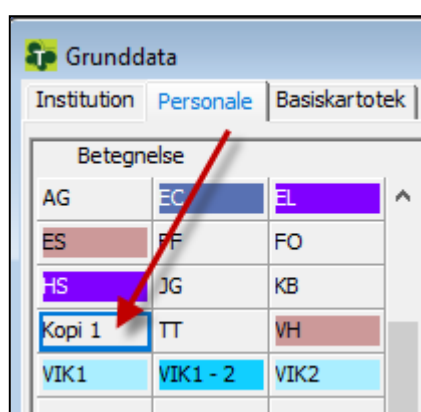 Grunddata
Institution Personale Basiskartotek
Betegnelse
AG EC EL
ES FF FO
HS JG KB
Kopi 1 TT VH
VIK1 VIK1 - 2 VIK2